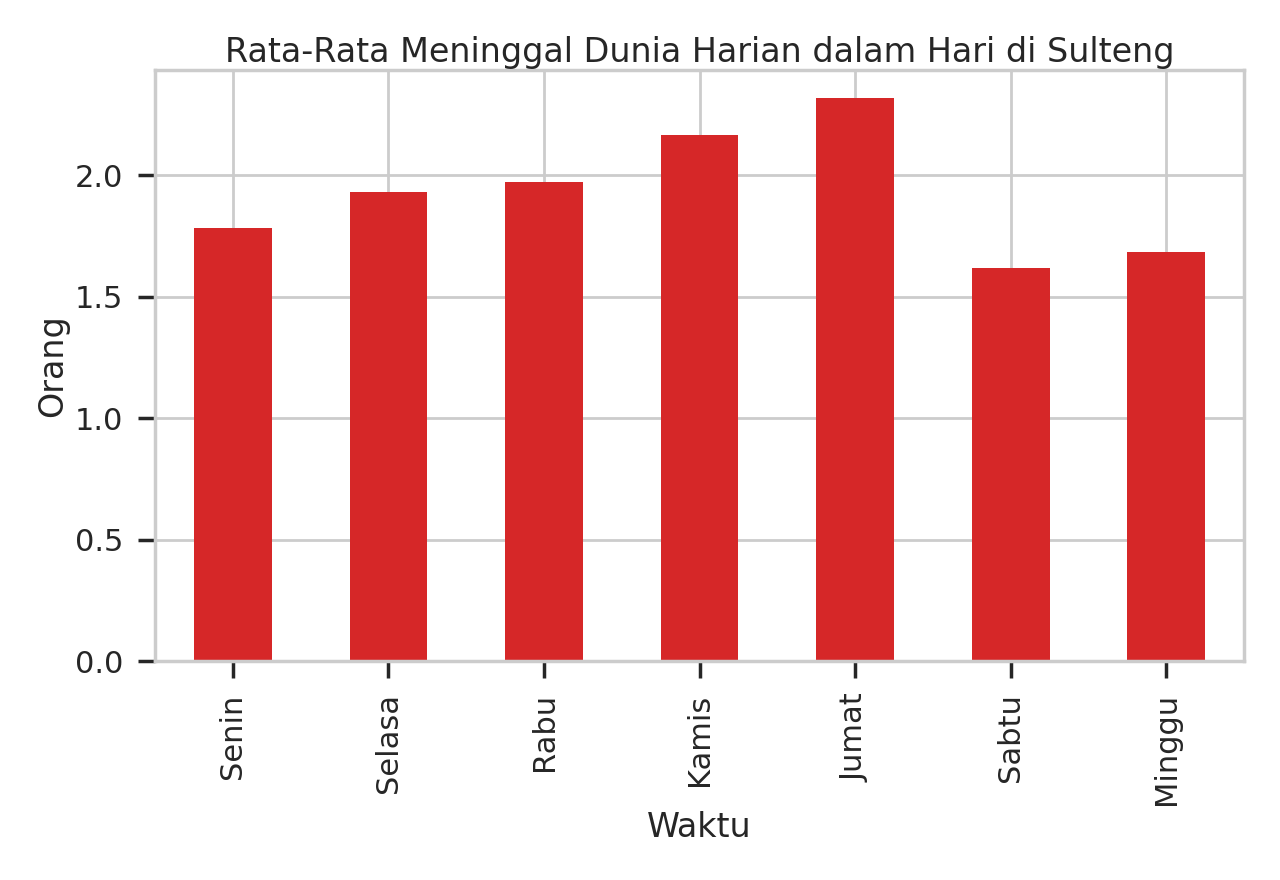 Rata-Rata Meninggal Dunia Harian dalam Hari di Sulteng
Orang
2.0
1.5
1.0
0.5
0.0
Senin
Selasa
Rabu
Kamis
Jumat
Sabtu
Minggu
Waktu